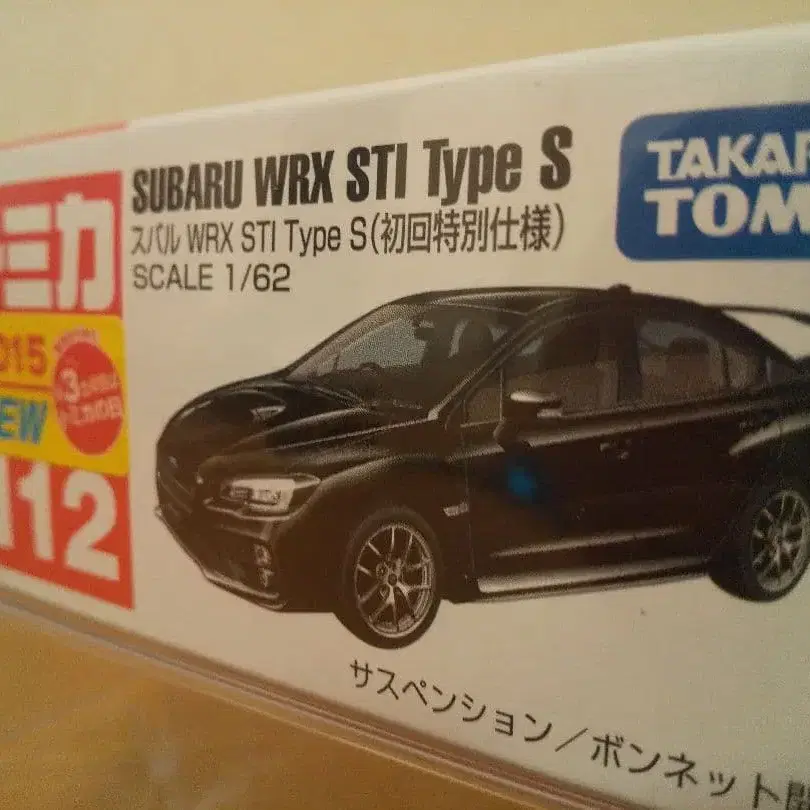 ミカ
015
EW
112
SUBARU WRX STI Type S
スバル WRX STI Type S(初回特別仕様)
SCALE 1/62
TAKAR
TOM
サスペンション/ボンネット